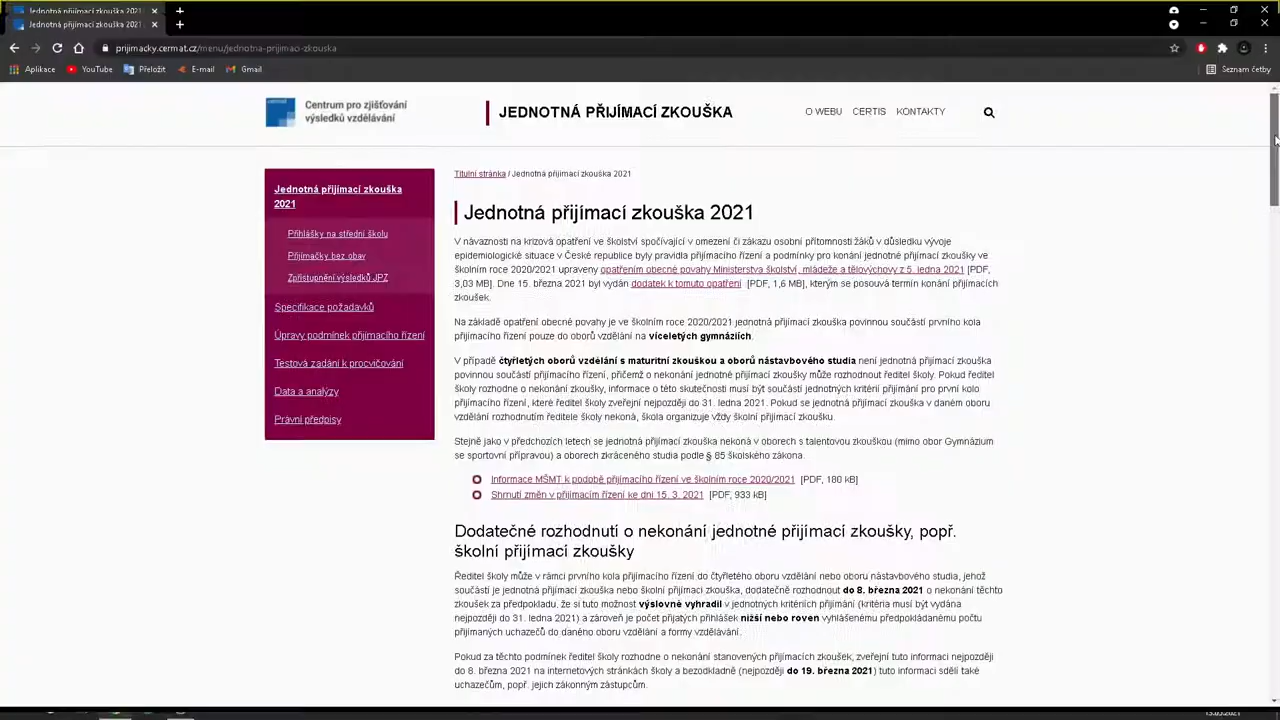 Jednotná přijímací zkouška 2021
Jednotná přijímací zkouška 2021
prijimacky.cermat.cz/menu/jednotna-prijimaci-zkouska
Aplikace YouTube Přeložit E-mail Gmail Seznam četby
Centrum pro zjišťování
výsledků vzdělávání
JEDNOTNÁ PŘIJÍMACÍ ZKOUŠKA
O WEBU CERTIS KONTAKTY
Jednotná přijímací zkouška
2021
Přihlášky na střední školu
Přijímačky bez obav
Zpřístupnění výsledků JPZ
Specifikace požadavků
Úpravy podmínek přijímacího řízení
Testová zadání k procvičování
Data a analýzy
Právní předpisy
Titulní stránka / Jednotná přijímací zkouška 2021
Jednotná přijímací zkouška 2021
V návaznosti na krizová opatření ve školství spočívající v omezení či zákazu osobní přítomnosti žáků v důsledku vývoje
epidemiologické situace v České republice byly pravidla přijímacího řízení a podmínky pro konání jednotné přijímací zkoušky ve
školním roce 2020/2021 upraveny opatřením obecné povahy Ministerstva školství, mládeže a tělovýchovy z 5. ledna 2021 [PDF,
3,03 MB]. Dne 15. března 2021 byl vydán dodatek k tomuto opatření [PDF, 1,6 MB], kterým se posouvá termín konání přijímacích
zkoušek.
Na základě opatření obecné povahy je ve školním roce 2020/2021 jednotná přijímací zkouška povinnou součástí prvního kola
přijímacího řízení pouze do oborů vzdělání na víceletých gymnáziích.
V případě čtyřletých oborů vzdělání s maturitní zkouškou a oborů nástavbového studia není jednotná přijímací zkouška
povinnou součástí přijímacího řízení, přičemž o nekonání jednotné přijímací zkoušky může rozhodnout ředitel školy. Pokud ředitel
školy rozhodne o nekonání zkoušky, informace o této skutečnosti musí být součástí jednotných kritérií přijímání pro první kolo
přijímacího řízení, které ředitel školy zveřejní nejpozději do 31. ledna 2021. Pokud se jednotná přijímací zkouška v daném oboru
vzdělání rozhodnutím ředitele školy nekoná, škola organizuje vždy školní přijímací zkoušku.
Stejně jako v předchozích letech se jednotná přijímací zkouška nekoná v oborech s talentovou zkouškou (mimo obor Gymnázium
se sportovní přípravou) a oborech zkráceného studia podle § 85 školského zákona.
Informace MŠMT k podobě přijímacího řízení ve školním roce 2020/2021 [PDF, 180 kB]
Shrnutí změn v přijímacím řízení ke dni 15. 3. 2021 [PDF, 933 kB]
Dodatečné rozhodnutí o nekonání jednotné přijímací zkoušky, popř.
školní přijímací zkoušky
Ředitel školy může v rámci prvního kola přijímacího řízení do čtyřletého oboru vzdělání nebo oboru nástavbového studia, jehož
součástí je jednotná přijímací zkouška nebo školní přijímací zkouška, dodatečně rozhodnout do 8. března 2021 o nekonání těchto
zkoušek za předpokladu, že si tuto možnost výslovně vyhradil v jednotných kritériích přijímání (kritéria musí být vydána
nejpozději do 31. ledna 2021) a zároveň je počet přijatých přihlášek nižší nebo roven vyhlášenému předpokládanému počtu
přijímaných uchazečů do daného oboru vzdělání a formy vzdělávání.
Pokud za těchto podmínek ředitel školy rozhodne o nekonání stanovených přijímacích zkoušek, zveřejní tuto informaci nejpozději
do 8. března 2021 na internetových stránkách školy a bezodkladně (nejpozději do 19. března 2021) tuto informaci sdělí také
uchazečům, popř. jejich zákonným zástupcům.